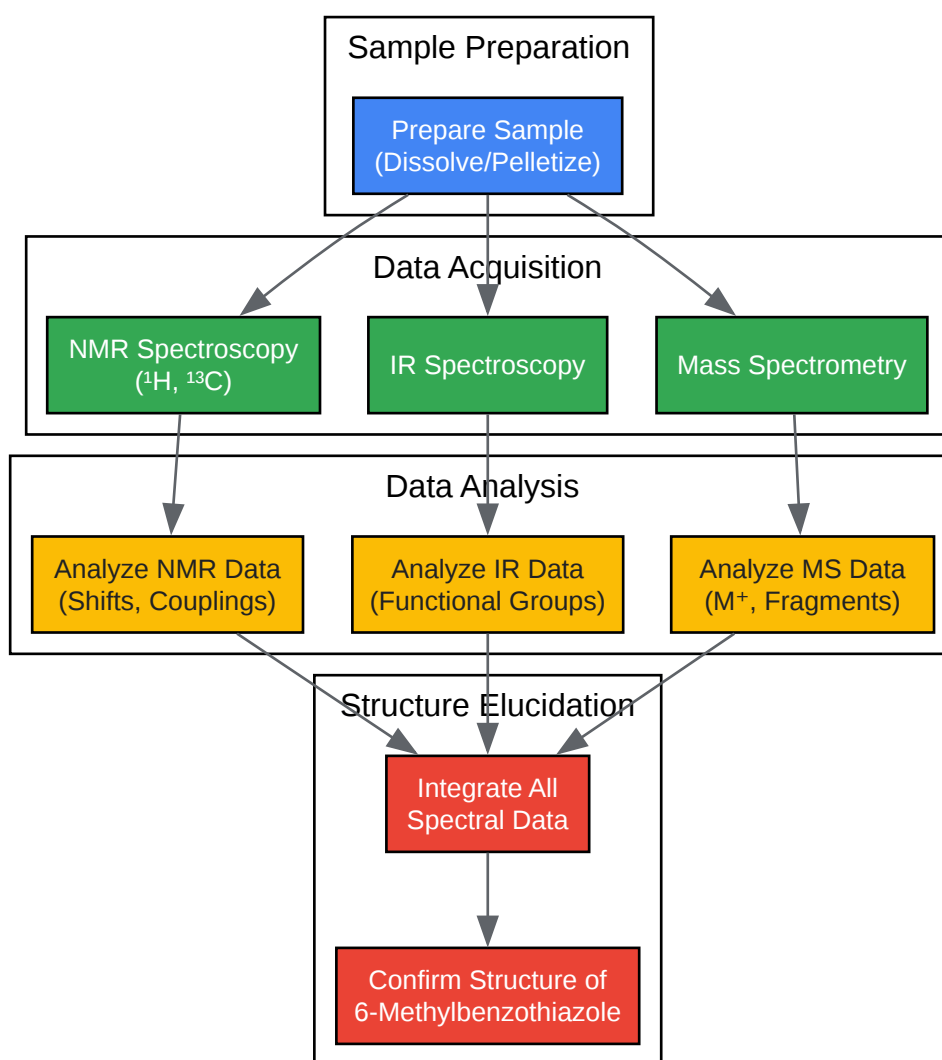 Sample Preparation
Prepare Sample
(Dissolve/Pelletize)
Data Acquisition
NMR Spectroscopy
(¹H, ¹³C)
IR Spectroscopy
Mass Spectrometry
Data Analysis
Analyze NMR Data
(Shifts, Couplings)
Analyze IR Data
(Functional Groups)
Analyze MS Data
(M⁺, Fragments)
Structure Elucidation
Integrate All
Spectral Data
Confirm Structure of
6-Methylbenzothiazole